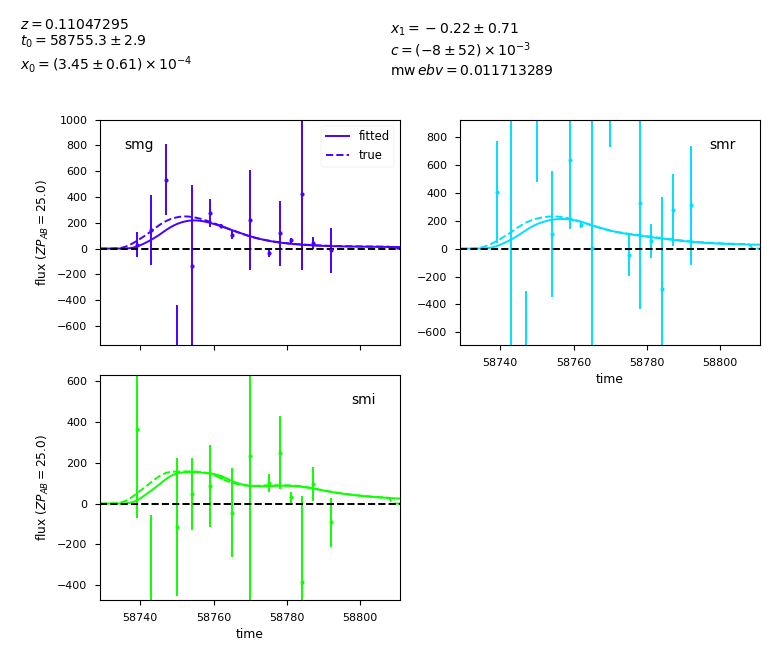 z = 0.11047295
t₀ = 58755.3 ± 2.9
x₀ = (3.45 ± 0.61) × 10⁻⁴
x₁ = −0.22 ± 0.71
c = (−8 ± 52) × 10⁻³
mw ebv = 0.011713289
smg
fitted
true
1000
800
600
400
200
0
−200
−400
−600
flux (ZP_AB = 25.0)
smr
800
600
400
200
0
−200
−400
−600
58740 58760 58780 58800
time
smi
600
400
200
0
−200
−400
flux (ZP_AB = 25.0)
58740 58760 58780 58800
time